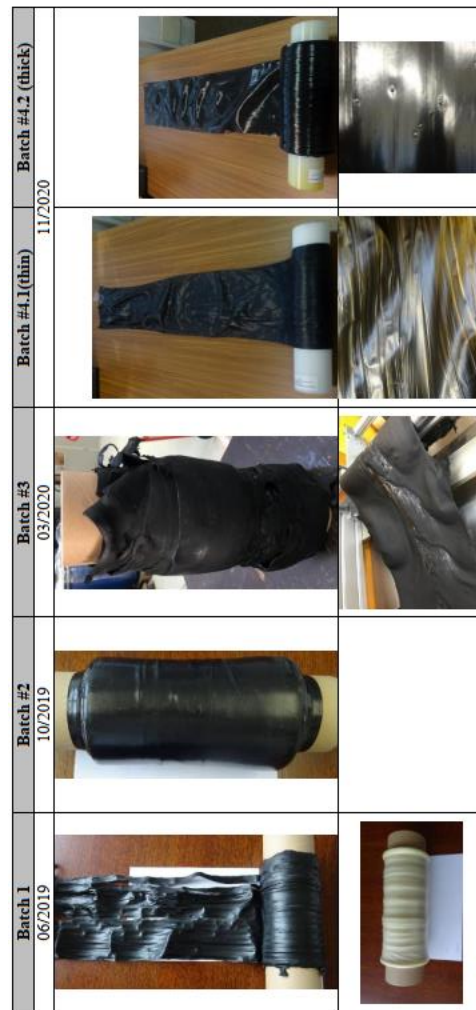 Batch 1
06/2019
Batch #2
10/2019
Batch #3
03/2020
Batch #4.1(thin)
Batch #4.2 (thick)
11/2020